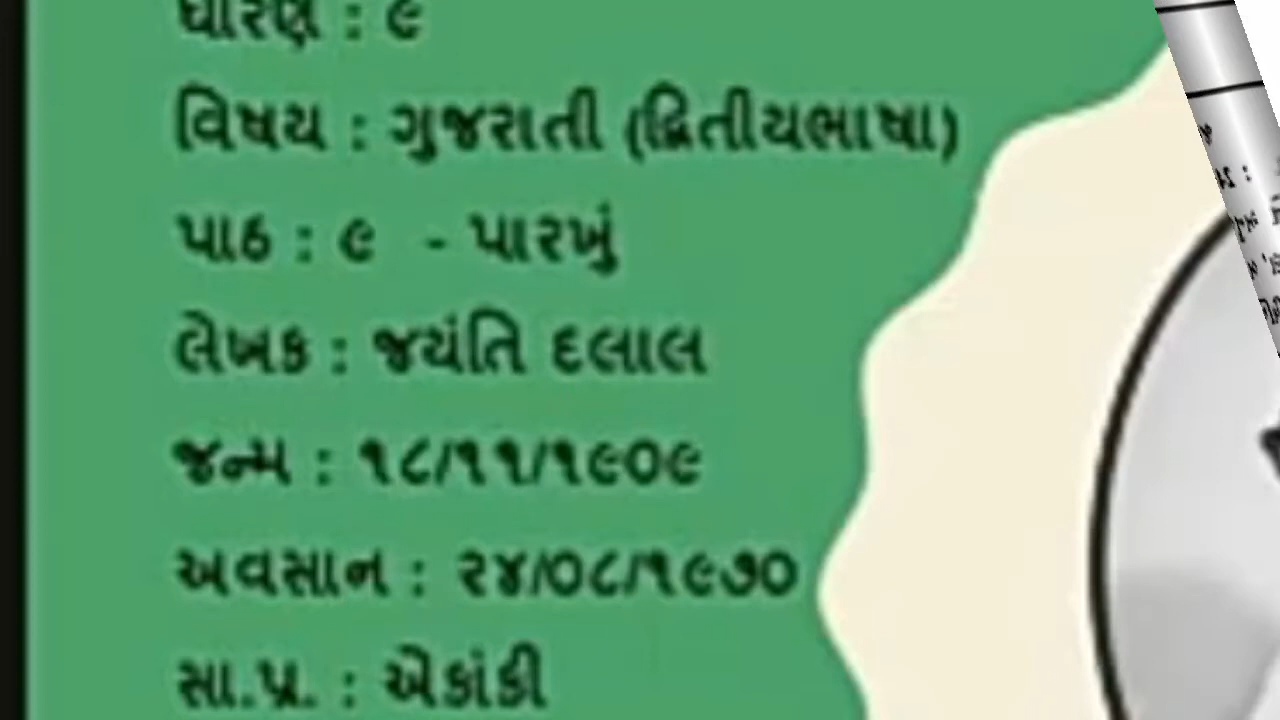 ધોરણ : ૯
વિષય : ગુજરાતી (દ્વિતીયભાષા)
પાઠ : ૯ - પારખું
લેખક : જયંતિ દલાલ
જન્મ : ૧૮/૧૧/૧૯૦૯
અવસાન : ૨૪/૦૮/૧૯૭૦
સા.પ્ર. : એકાંકી